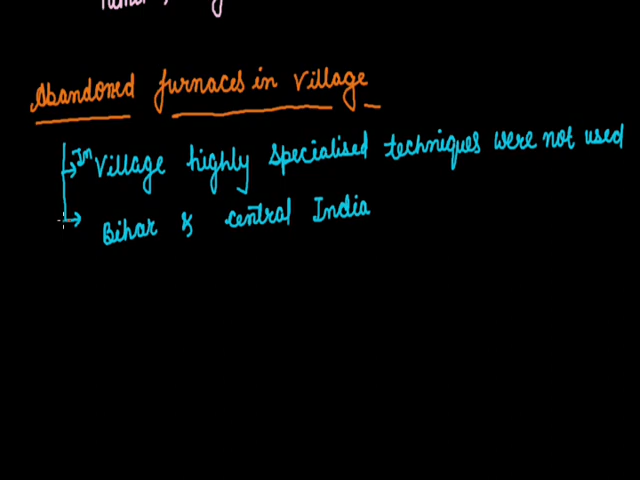 Abandoned furnaces in Village
In Village highly specialised techniques were not used
Bihar & central India